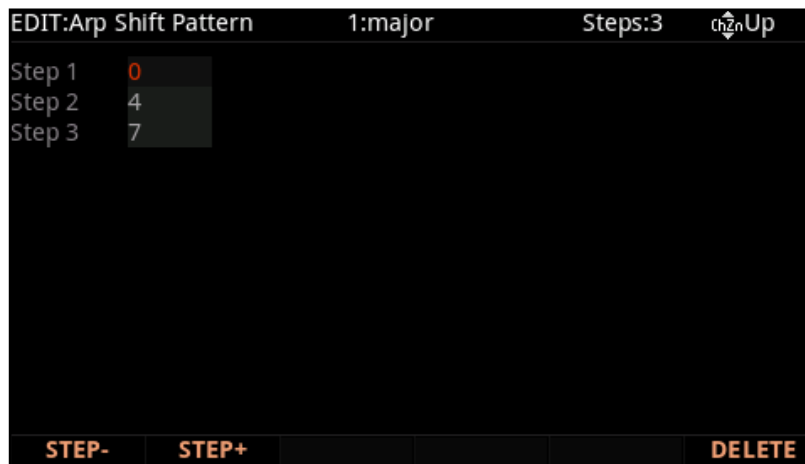 EDIT:Arp Shift Pattern 1:major Steps:3 ChZnUp
Step 1 0
Step 2 4
Step 3 7
STEP- STEP+ DELETE